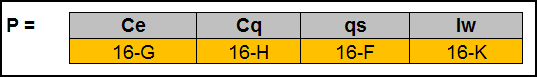 P = Ce Cq qs Iw
16-G 16-H 16-F 16-K